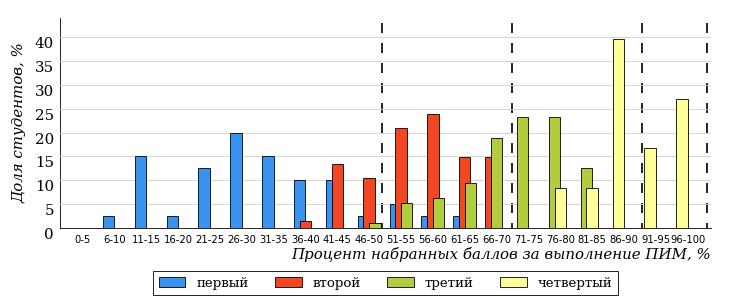 40
35
30
25
20
15
10
5
0
Доля студентов, %
0-5 6-10 11-15 16-20 21-25 26-30 31-35 36-40 41-45 46-50 51-55 56-60 61-65 66-70 71-75 76-80 81-85 86-90 91-95 96-100
Процент набранных баллов за выполнение ПИМ, %
первый второй третий четвертый